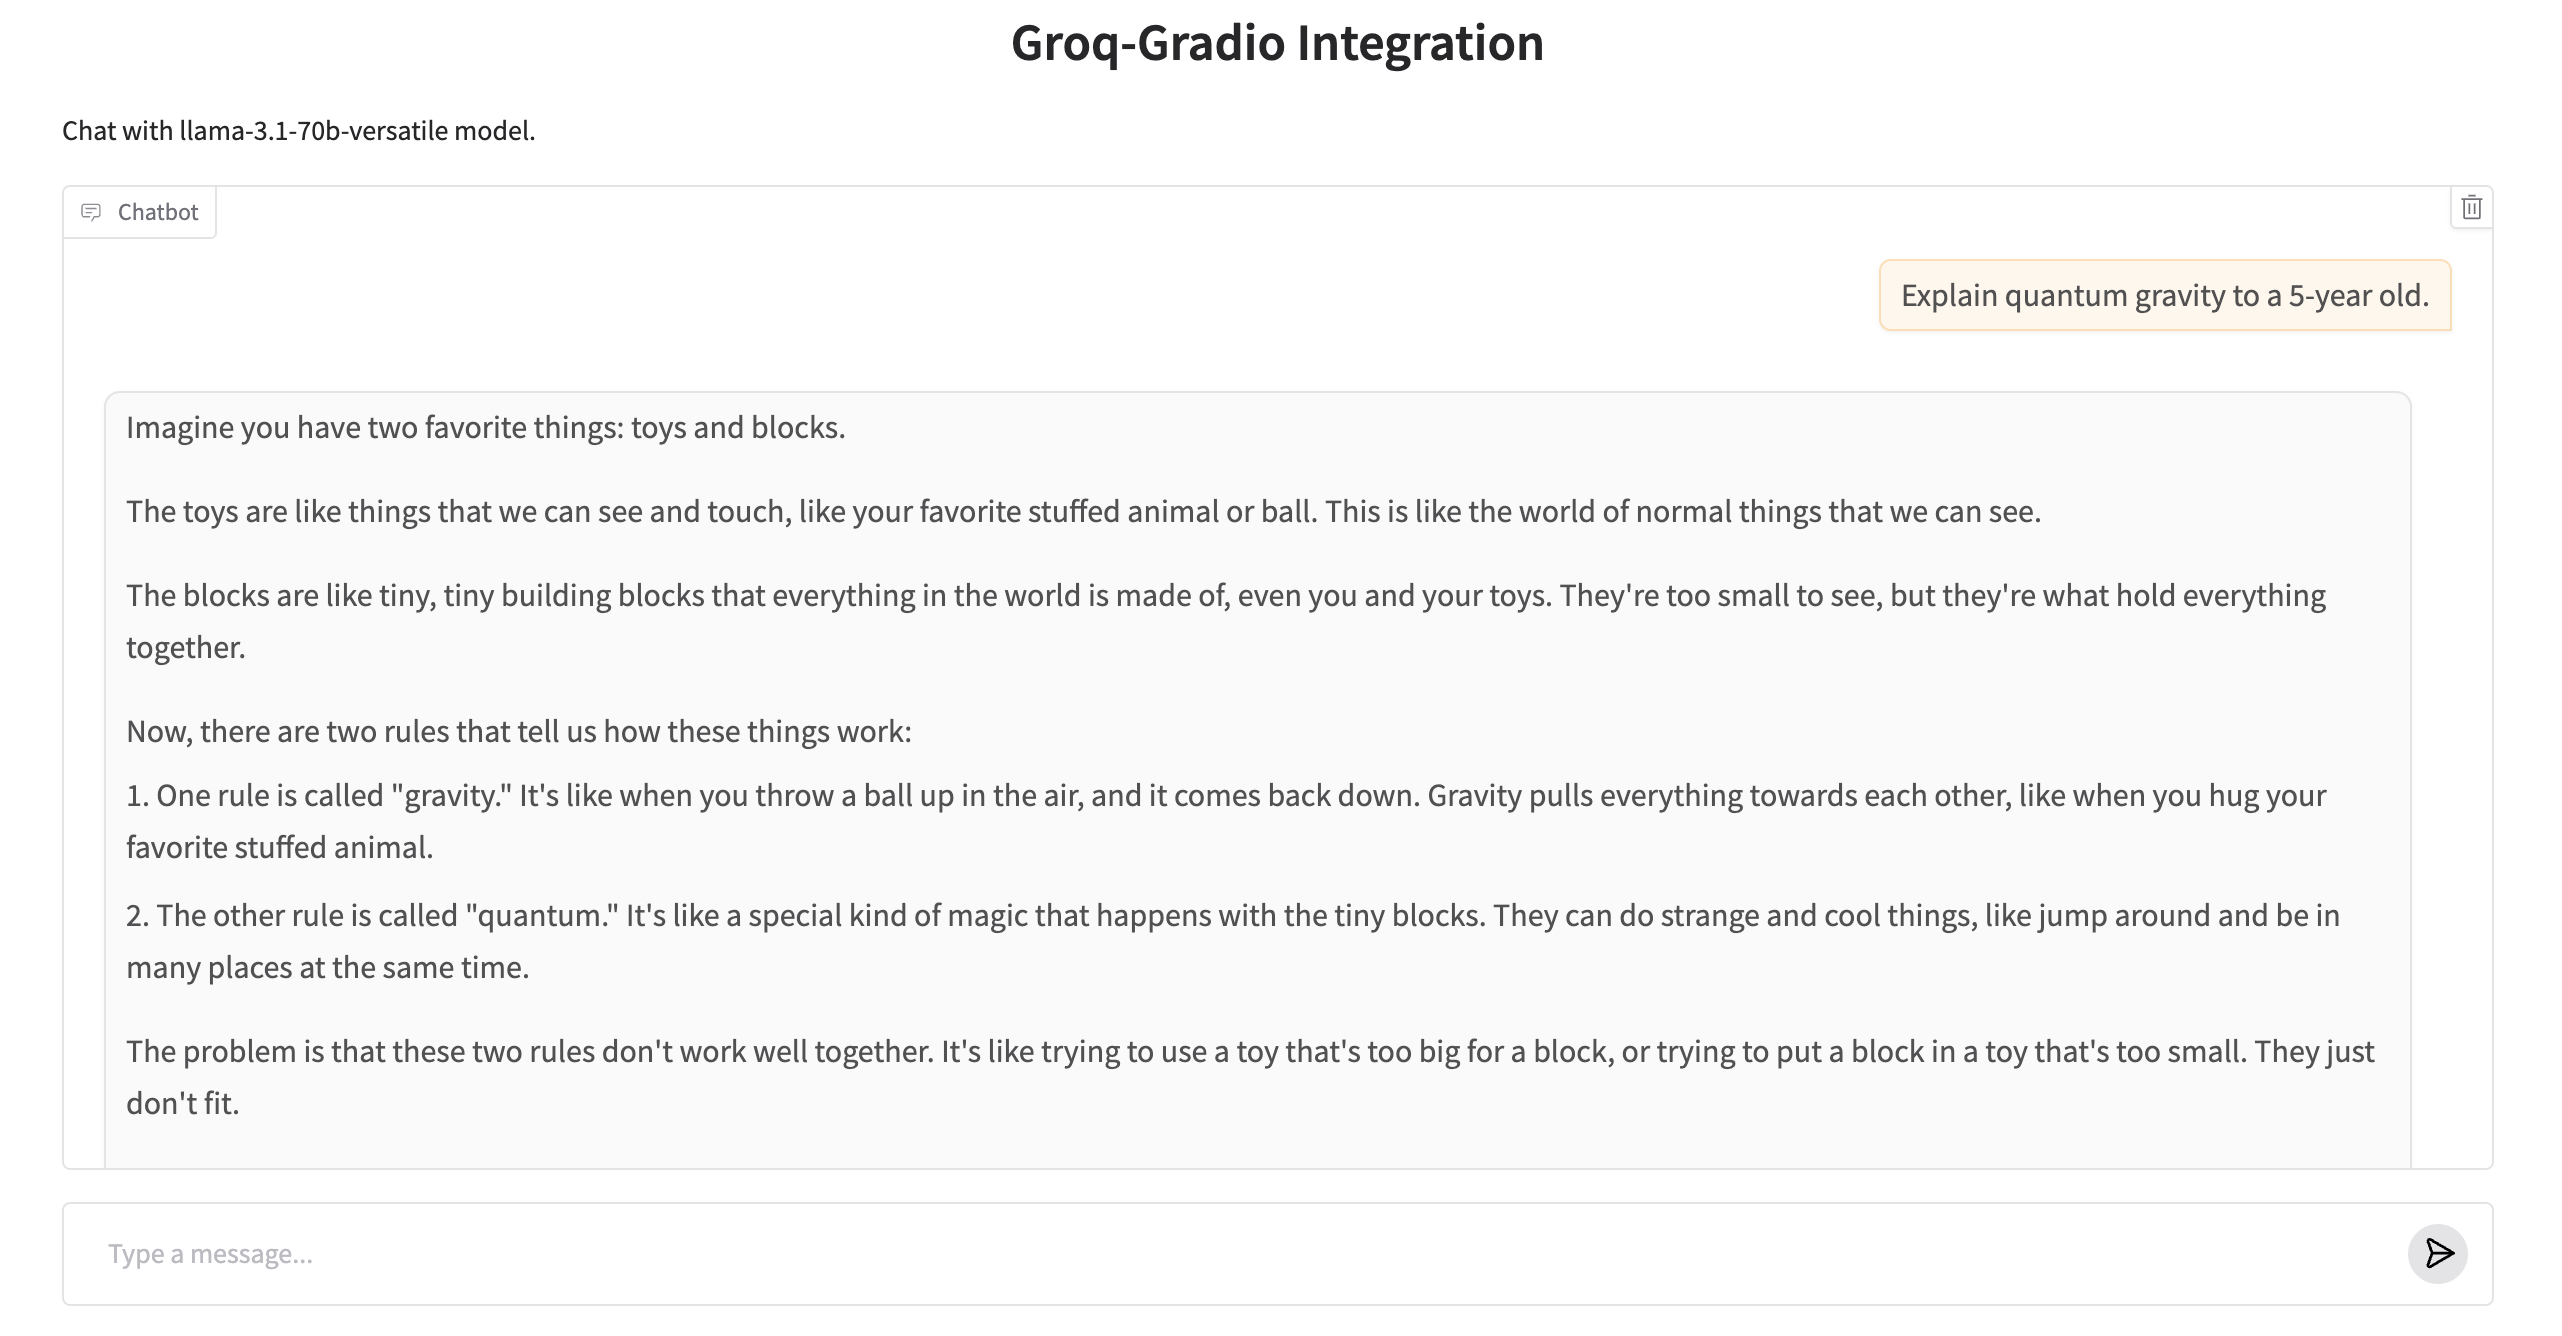 Groq-Gradio Integration
Chat with llama-3.1-70b-versatile model.
Chatbot
Explain quantum gravity to a 5-year old.
Imagine you have two favorite things: toys and blocks.
The toys are like things that we can see and touch, like your favorite stuffed animal or ball. This is like the world of normal things that we can see.
The blocks are like tiny, tiny building blocks that everything in the world is made of, even you and your toys. They're too small to see, but they're what hold everything
together.
Now, there are two rules that tell us how these things work:
1. One rule is called "gravity." It's like when you throw a ball up in the air, and it comes back down. Gravity pulls everything towards each other, like when you hug your
favorite stuffed animal.
2. The other rule is called "quantum." It's like a special kind of magic that happens with the tiny blocks. They can do strange and cool things, like jump around and be in
many places at the same time.
The problem is that these two rules don't work well together. It's like trying to use a toy that's too big for a block, or trying to put a block in a toy that's too small. They just
don't fit.
Type a message...